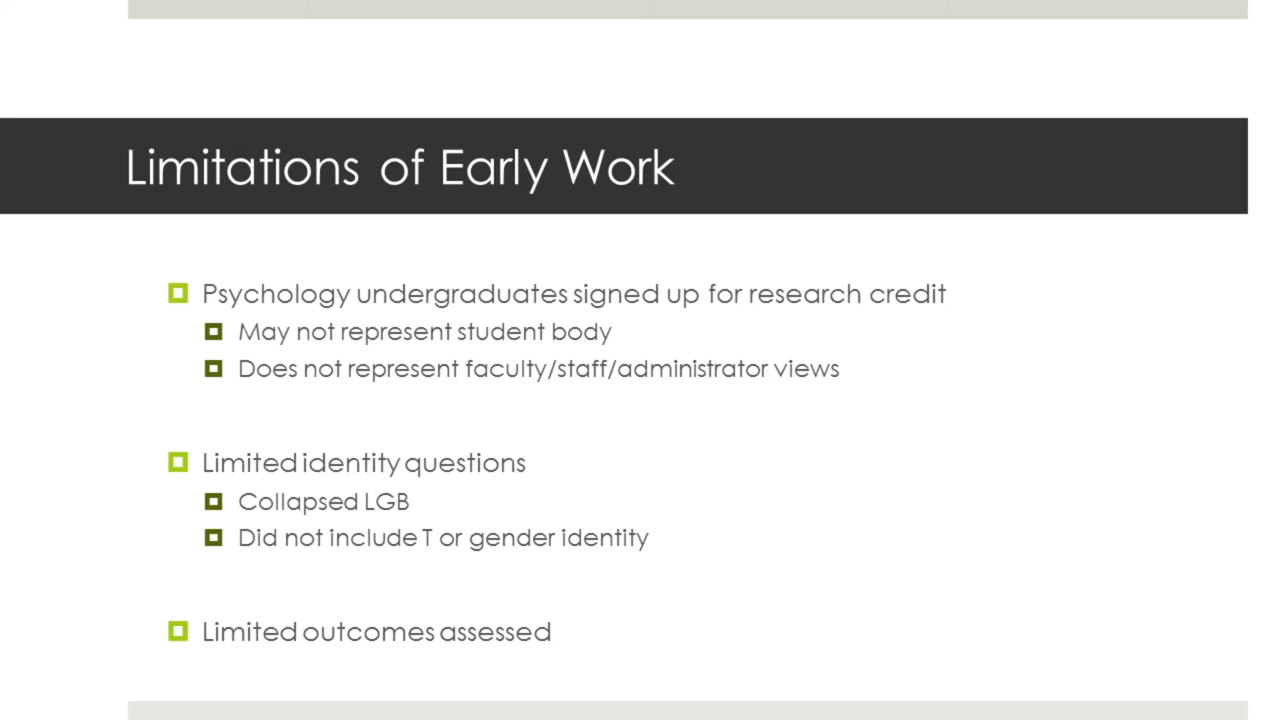 Limitations of Early Work
Psychology undergraduates signed up for research credit
May not represent student body
Does not represent faculty/staff/administrator views
Limited identity questions
Collapsed LGB
Did not include T or gender identity
Limited outcomes assessed